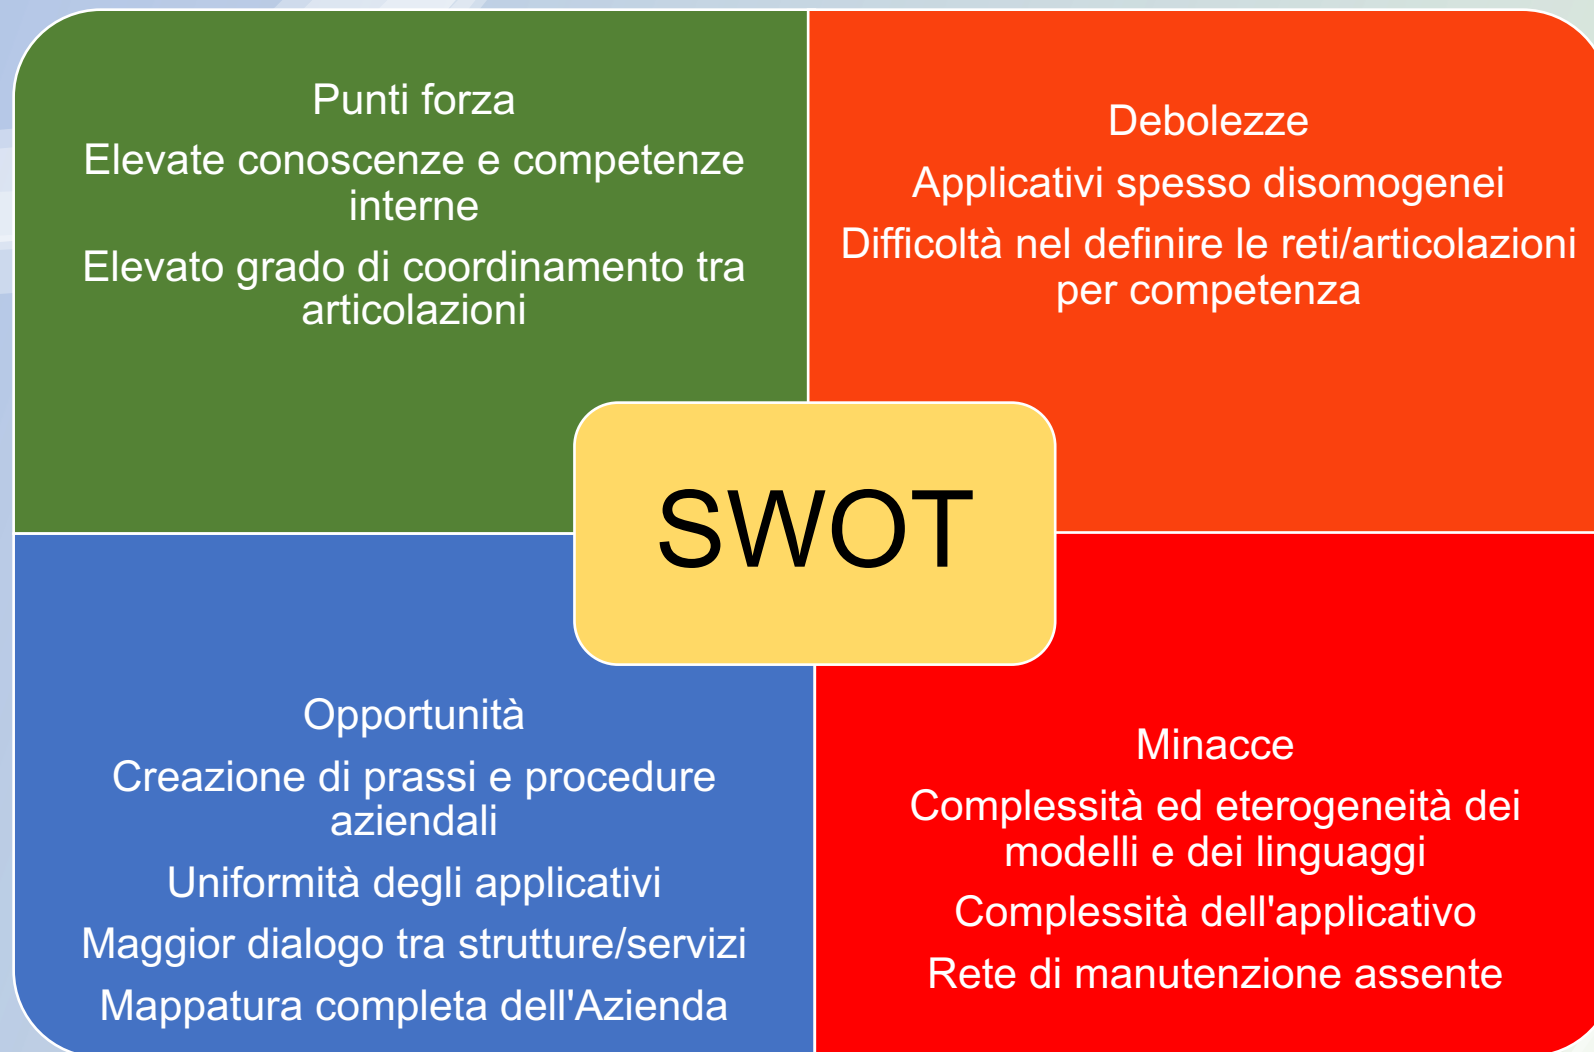 Punti forza
Elevate conoscenze e competenze
interne
Elevato grado di coordinamento tra
articolazioni
Debolezze
Applicativi spesso disomogenei
Difficoltà nel definire le reti/articolazioni
per competenza
SWOT
Opportunità
Creazione di prassi e procedure
aziendali
Uniformità degli applicativi
Maggior dialogo tra strutture/servizi
Mappatura completa dell'Azienda
Minacce
Complessità ed eterogeneità dei
modelli e dei linguaggi
Complessità dell'applicativo
Rete di manutenzione assente